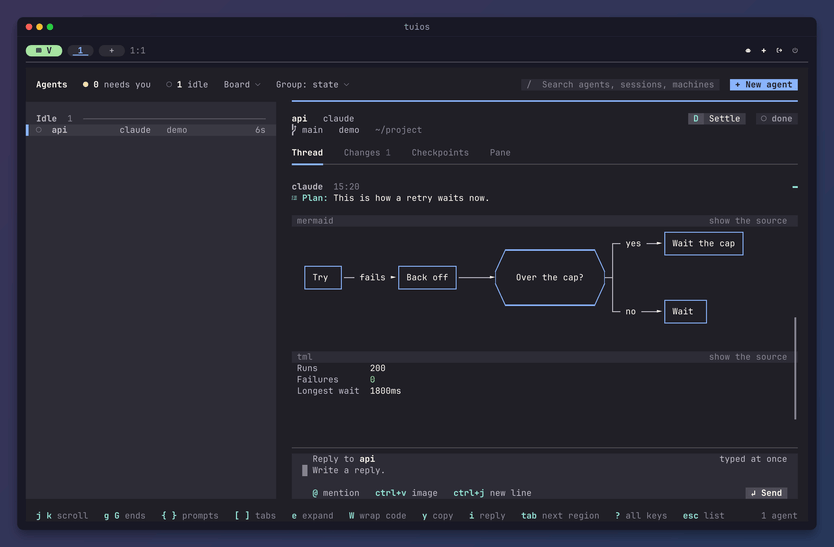 tuios
V 1 + 1:1
Agents 0 needs you 1 idle Board Group: state / Search agents, sessions, machines + New agent
Idle 1
api claude demo 6s
api claude D Settle done
main demo ~/project
Thread Changes 1 Checkpoints Pane
claude 15:20
Plan: This is how a retry waits now.
mermaid show the source
yes Wait the cap
Try fails Back off Over the cap?
no Wait
tml show the source
Runs 200
Failures 0
Longest wait 1800ms
Reply to api typed at once
Write a reply.
@ mention ctrl+v image ctrl+j new line ↲ Send
j k scroll g G ends { } prompts [ ] tabs e expand W wrap code y copy i reply tab next region ? all keys esc list 1 agent